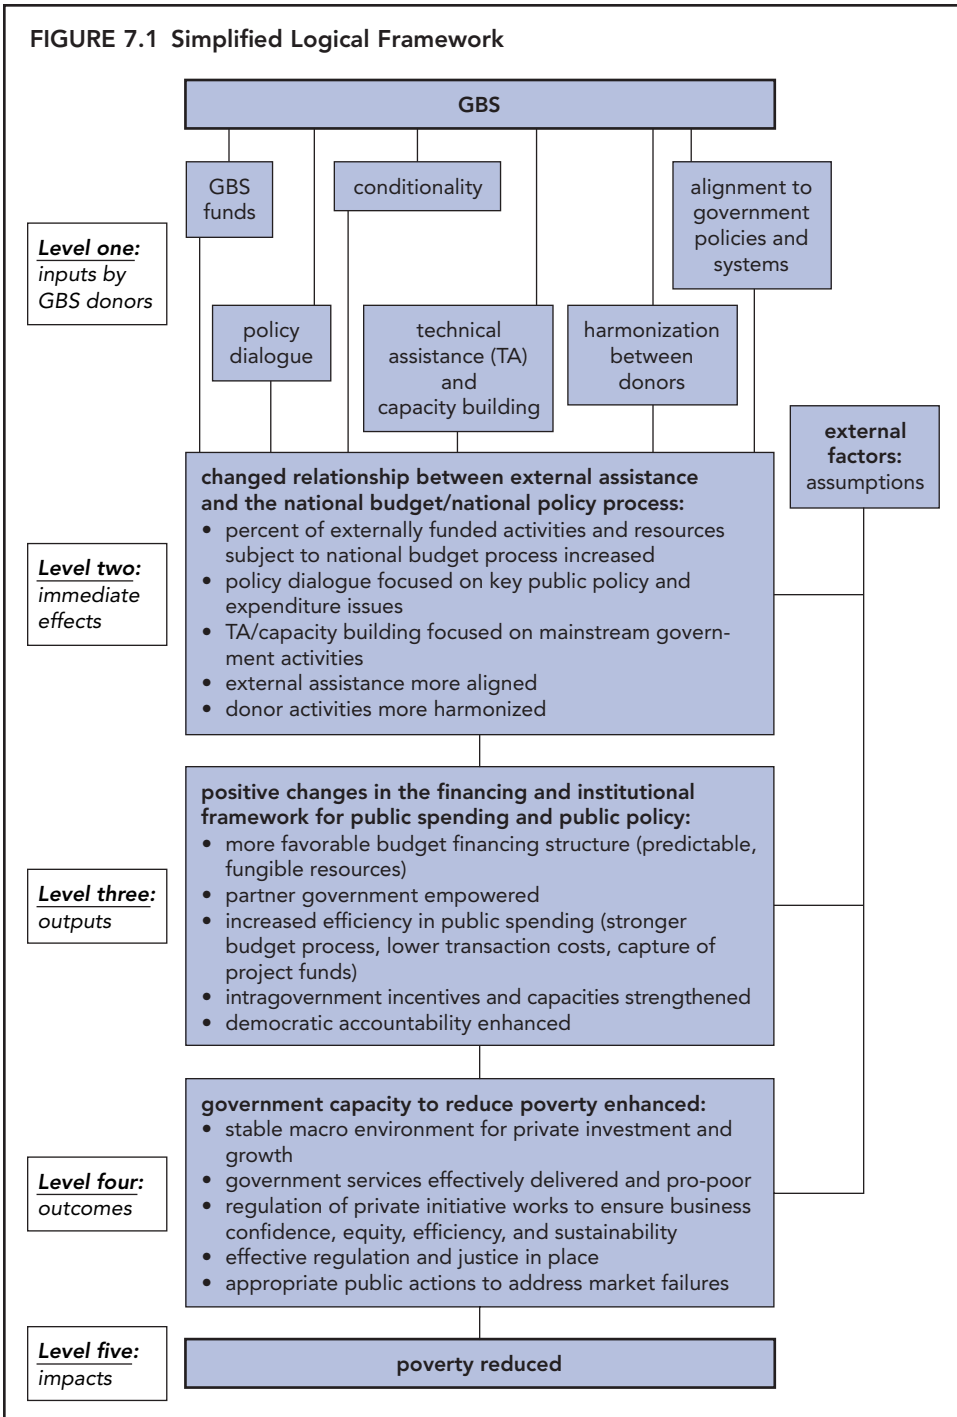 FIGURE 7.1 Simplified Logical Framework
GBS
GBS
funds
conditionality
alignment to
government
policies and
systems
Level one:
inputs by
GBS donors
policy
dialogue
technical
assistance (TA)
and
capacity building
harmonization
between
donors
external
factors:
assumptions
changed relationship between external assistance
and the national budget/national policy process:
• percent of externally funded activities and resources
subject to national budget process increased
• policy dialogue focused on key public policy and
expenditure issues
• TA/capacity building focused on mainstream govern-
ment activities
• external assistance more aligned
• donor activities more harmonized
Level two:
immediate
effects
positive changes in the financing and institutional
framework for public spending and public policy:
• more favorable budget financing structure (predictable,
fungible resources)
• partner government empowered
• increased efficiency in public spending (stronger
budget process, lower transaction costs, capture of
project funds)
• intragovernment incentives and capacities strengthened
• democratic accountability enhanced
Level three:
outputs
government capacity to reduce poverty enhanced:
• stable macro environment for private investment and
growth
• government services effectively delivered and pro-poor
• regulation of private initiative works to ensure business
confidence, equity, efficiency, and sustainability
• effective regulation and justice in place
• appropriate public actions to address market failures
Level four:
outcomes
Level five:
impacts
poverty reduced